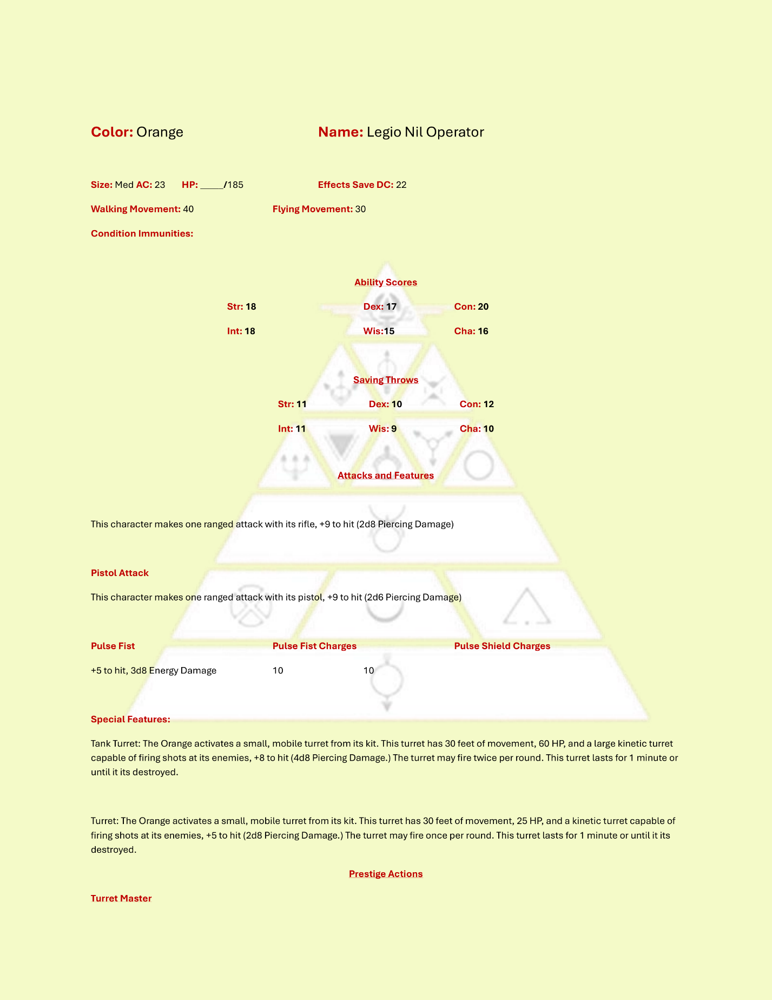 Color: Orange Name: Legio Nil Operator
Size: Med AC: 23 HP: _____/185 Effects Save DC: 22
Walking Movement: 40 Flying Movement: 30
Condition Immunities:
Ability Scores
Str: 18 Dex: 17 Con: 20
Int: 18 Wis:15 Cha: 16
Saving Throws
Str: 11 Dex: 10 Con: 12
Int: 11 Wis: 9 Cha: 10
Attacks and Features
This character makes one ranged attack with its rifle, +9 to hit (2d8 Piercing Damage)
Pistol Attack
This character makes one ranged attack with its pistol, +9 to hit (2d6 Piercing Damage)
Pulse Fist Pulse Fist Charges Pulse Shield Charges
+5 to hit, 3d8 Energy Damage 10 10
Special Features:
Tank Turret: The Orange activates a small, mobile turret from its kit. This turret has 30 feet of movement, 60 HP, and a large kinetic turret
capable of firing shots at its enemies, +8 to hit (4d8 Piercing Damage.) The turret may fire twice per round. This turret lasts for 1 minute or
until it its destroyed.
Turret: The Orange activates a small, mobile turret from its kit. This turret has 30 feet of movement, 25 HP, and a kinetic turret capable of
firing shots at its enemies, +5 to hit (2d8 Piercing Damage.) The turret may fire once per round. This turret lasts for 1 minute or until it its
destroyed.
Prestige Actions
Turret Master